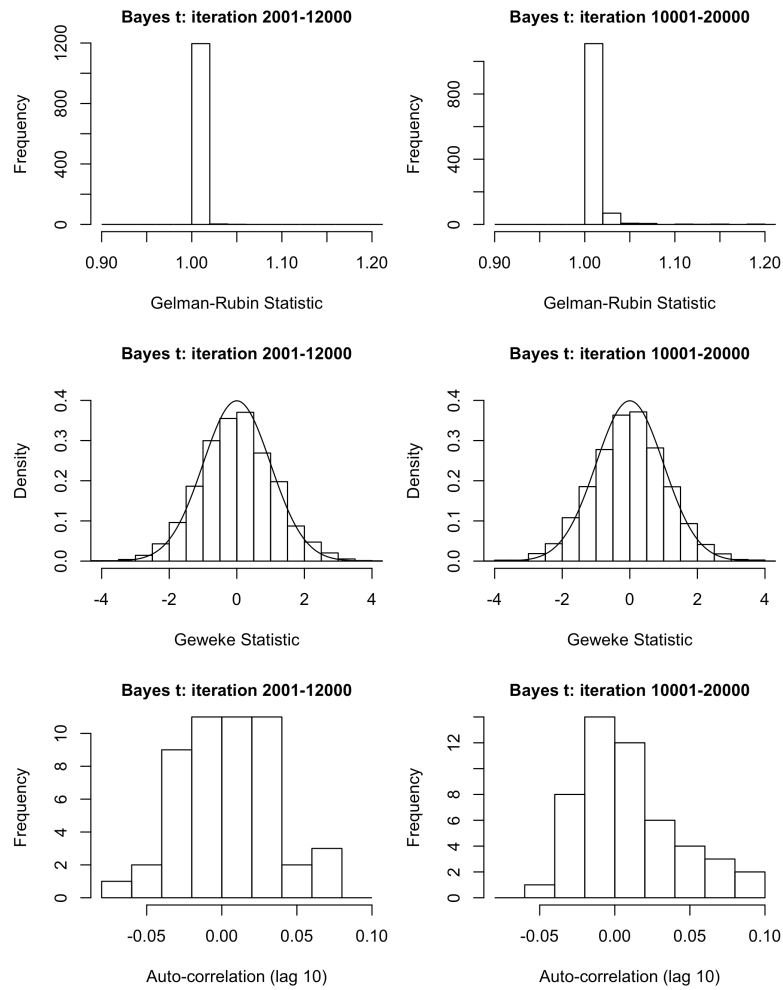 Bayes t: iteration 2001-12000
Bayes t: iteration 10001-20000
Frequency
0 400 800 1200
0.90 1.00 1.10 1.20
Gelman-Rubin Statistic
Frequency
0 400 800
0.90 1.00 1.10 1.20
Gelman-Rubin Statistic
Bayes t: iteration 2001-12000
Bayes t: iteration 10001-20000
Density
0.0 0.1 0.2 0.3 0.4
-4 -2 0 2 4
Geweke Statistic
Density
0.0 0.1 0.2 0.3 0.4
-4 -2 0 2 4
Geweke Statistic
Bayes t: iteration 2001-12000
Bayes t: iteration 10001-20000
Frequency
0 2 4 6 8 10
-0.05 0.00 0.05 0.10
Auto-correlation (lag 10)
Frequency
0 2 4 6 8 12
-0.05 0.00 0.05 0.10
Auto-correlation (lag 10)